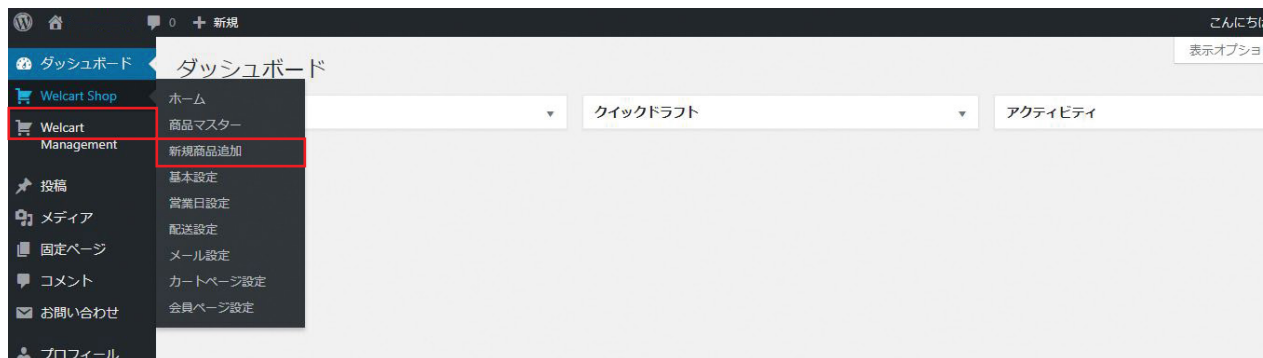 0 新規
こんにちは
ダッシュボード
ダッシュボード
表示オプショ
Welcart Shop
ホーム
クイックドラフト
アクティビティ
Welcart
Management
商品マスター
新規商品追加
基本設定
投稿
営業日設定
メディア
配送設定
固定ページ
メール設定
コメント
カートページ設定
お問い合わせ
会員ページ設定
プロフィール